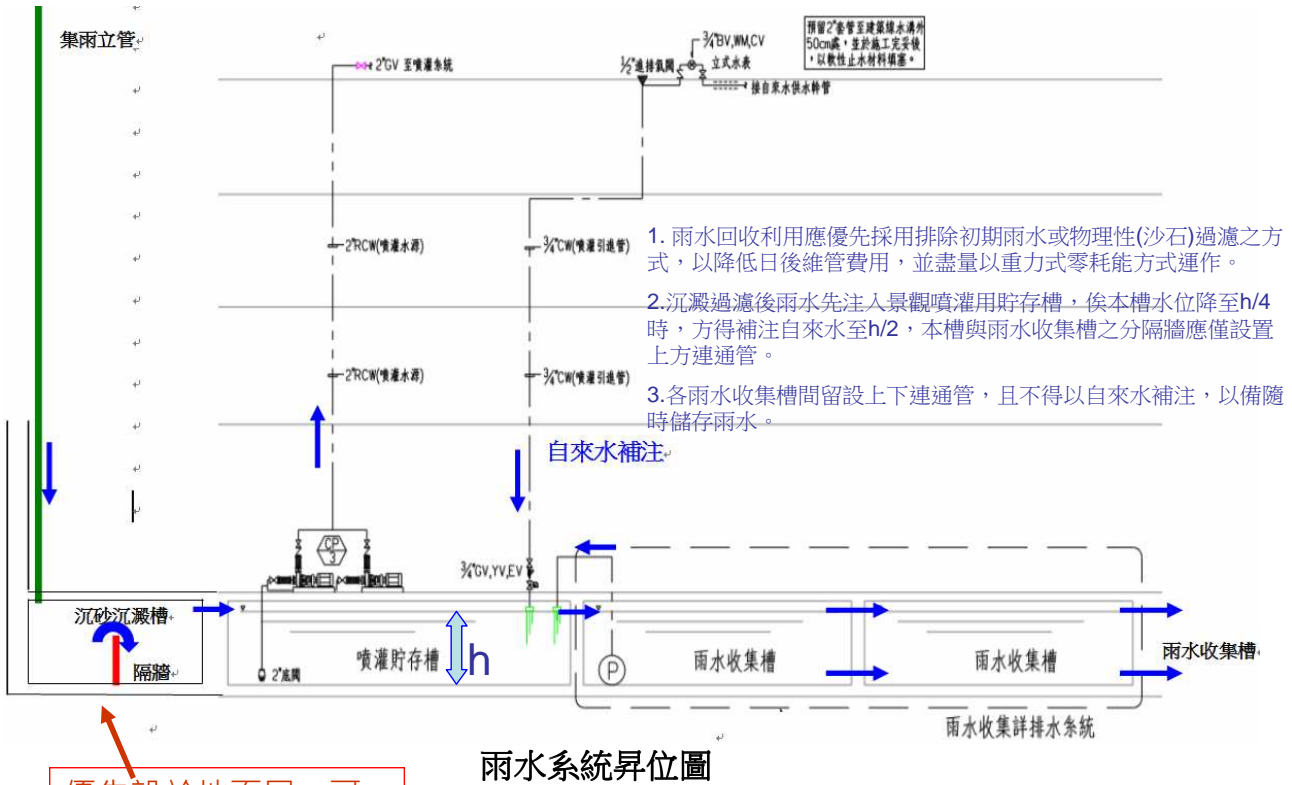 集雨立管
2"GV 至噴灌系統
½"進排氣閥
¾"BV,WM,CV
立式水表
接自來水供水幹管
預留2"套管至建築線水溝外
50cm處,並於施工完妥後
,以軟性止水材料填塞。
2"RCW(噴灌水源)
¾"CW(噴灌引進管)
1. 雨水回收利用應優先採用排除初期雨水或物理性(沙石)過濾之方
式,以降低日後維管費用,並盡量以重力式零耗能方式運作。
2.沉澱過濾後雨水先注入景觀噴灌用貯存槽,俟本槽水位降至h/4
時,方得補注自來水至h/2,本槽與雨水收集槽之分隔牆應僅設置
上方連通管。
3.各雨水收集槽間留設上下連通管,且不得以自來水補注,以備隨
時儲存雨水。
2"RCW(噴灌水源)
¾"CW(噴灌引進管)
自來水補注
CP
3
¾"GV,YV,EV
沉砂沉澱槽
隔牆
2"底閥
噴灌貯存槽
h
P
雨水收集槽
雨水收集槽
雨水收集槽
雨水收集詳排水系統
雨水系統昇位圖